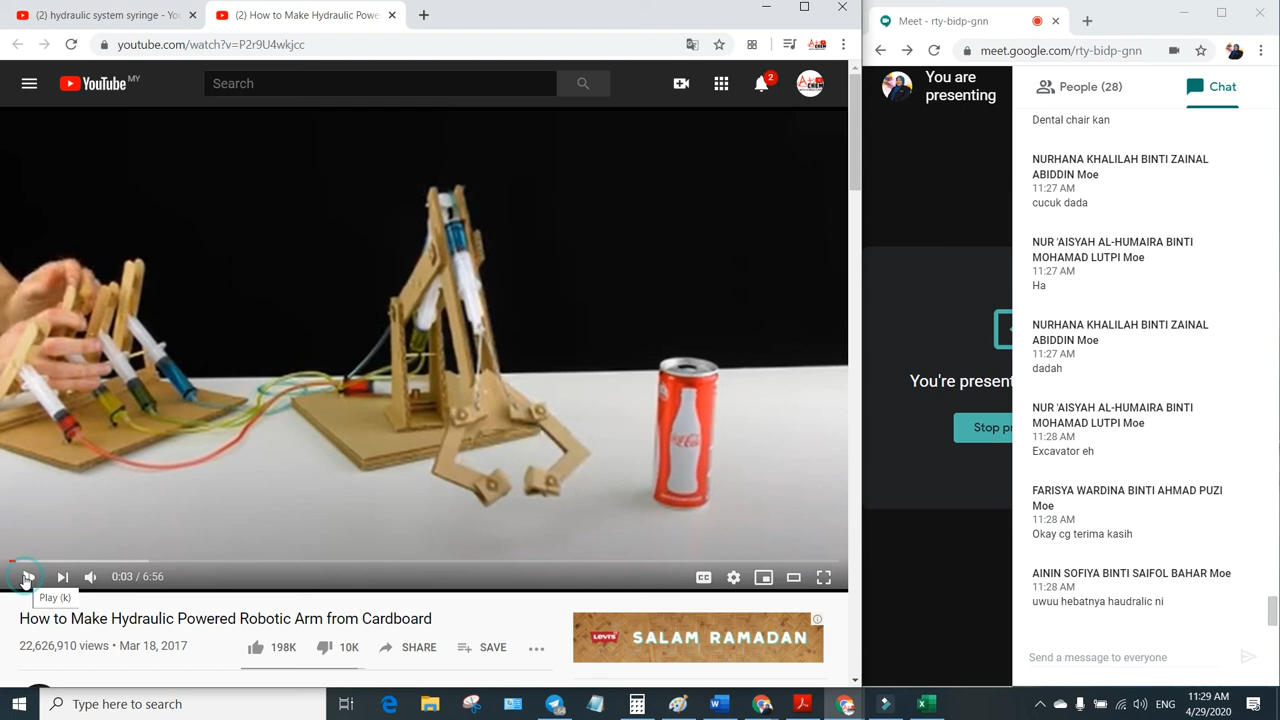 (2) hydraulic system syringe - Yo
(2) How to Make Hydraulic Powe
youtube.com/watch?v=P2r9U4wkjcc
YouTube MY
Search
2
Coca-Cola
0:03 / 6:56
CC
Play (k)
How to Make Hydraulic Powered Robotic Arm from Cardboard
22,626,910 views • Mar 18, 2017
198K
10K
SHARE
SAVE
LEVI'S
SALAM RAMADAN
Meet - rty-bidp-gnn
meet.google.com/rty-bidp-gnn
You are
presenting
You're present
Stop pr
People (28)
Chat
Dental chair kan
NURHANA KHALILAH BINTI ZAINAL
ABIDDIN Moe
11:27 AM
cucuk dada
NUR 'AISYAH AL-HUMAIRA BINTI
MOHAMAD LUTPI Moe
11:27 AM
Ha
NURHANA KHALILAH BINTI ZAINAL
ABIDDIN Moe
11:27 AM
dadah
NUR 'AISYAH AL-HUMAIRA BINTI
MOHAMAD LUTPI Moe
11:28 AM
Excavator eh
FARISYA WARDINA BINTI AHMAD PUZI
Moe
11:28 AM
Okay cg terima kasih
AININ SOFIYA BINTI SAIFOL BAHAR Moe
11:28 AM
uwuu hebatnya haudralic ni
Send a message to everyone
Type here to search
ENG
11:29 AM
4/29/2020